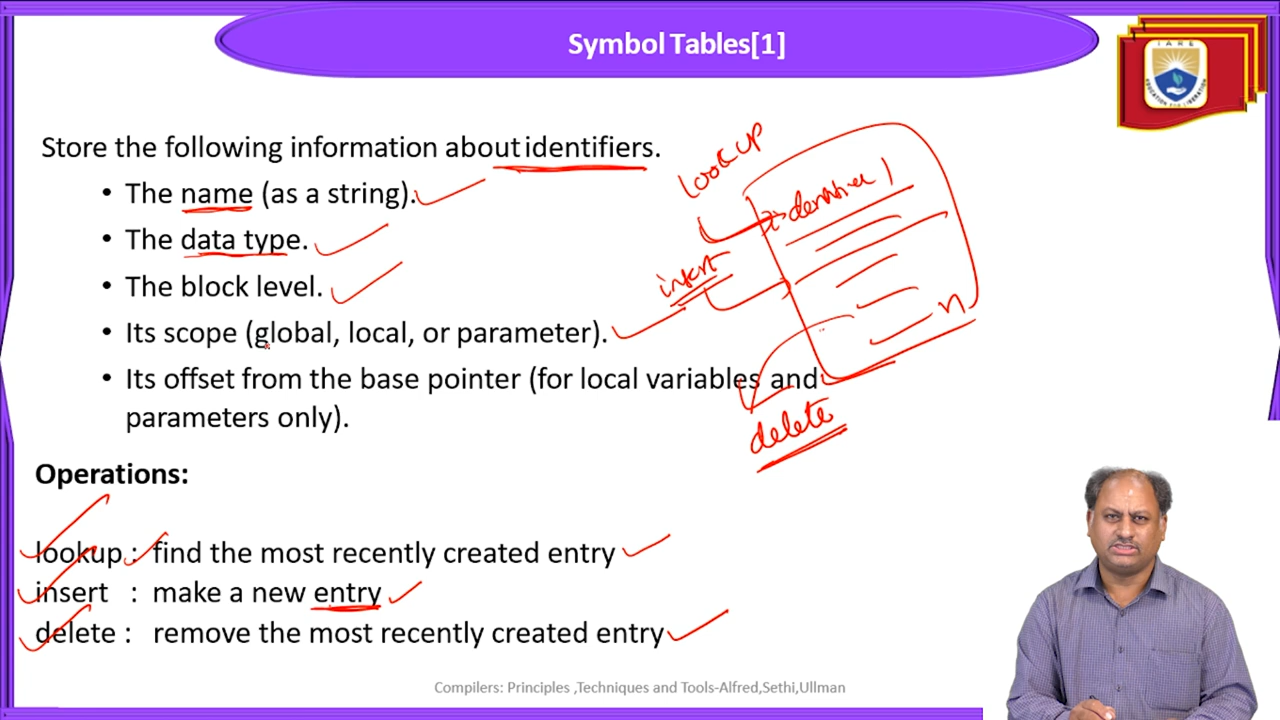 Symbol Tables[1]
I A R E
EDUCATION FOR LIBERATION
Store the following information about identifiers.
• The name (as a string).
• The data type.
• The block level.
• Its scope (global, local, or parameter).
• Its offset from the base pointer (for local variables and
parameters only).
lookup
insert
delete
n
Operations:
lookup : find the most recently created entry
insert : make a new entry
delete : remove the most recently created entry
Compilers: Principles ,Techniques and Tools-Alfred,Sethi,Ullman